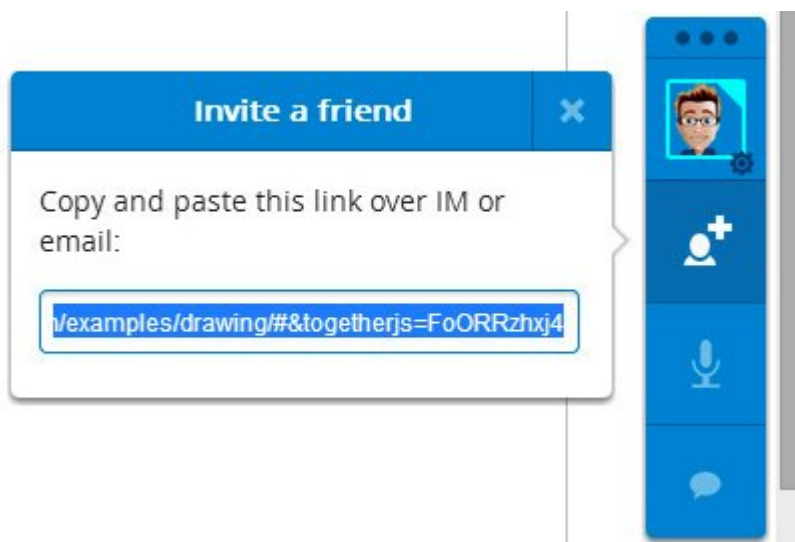 Invite a friend
Copy and paste this link over IM or
email:
/examples/drawing/#&togetherjs=FoORRzhxj4